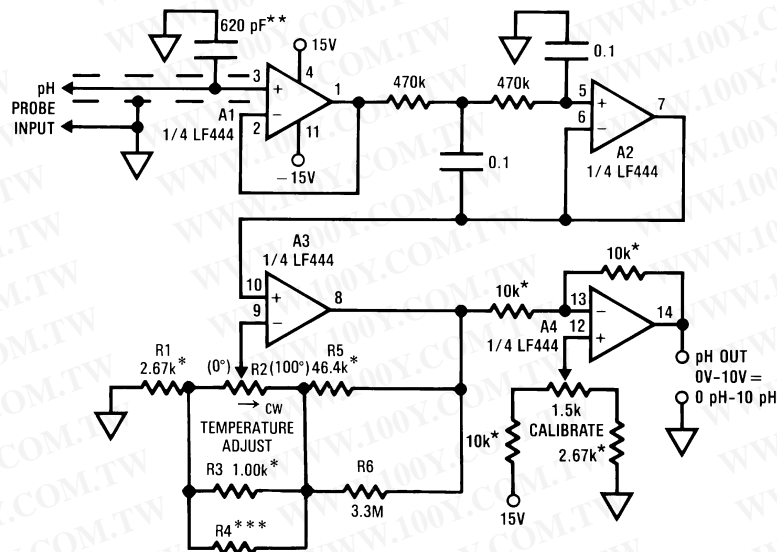 620 pF**
15V
0.1
pH
PROBE
INPUT
3
4
1
470k
470k
5
7
6
A1
2
1/4 LF444
11
-15V
0.1
A2
1/4 LF444
A3
1/4 LF444
10
8
9
10k*
10k*
13
14
A4
12
1/4 LF444
R1
2.67k*
(0°)
R2
(100°)
R5
46.4k*
→ CW
TEMPERATURE
ADJUST
R3 1.00k*
R4***
R6
3.3M
pH OUT
0V-10V =
0 pH-10 pH
1.5k
CALIBRATE
10k*
2.67k*
15V
WWW.100Y.COM.TW